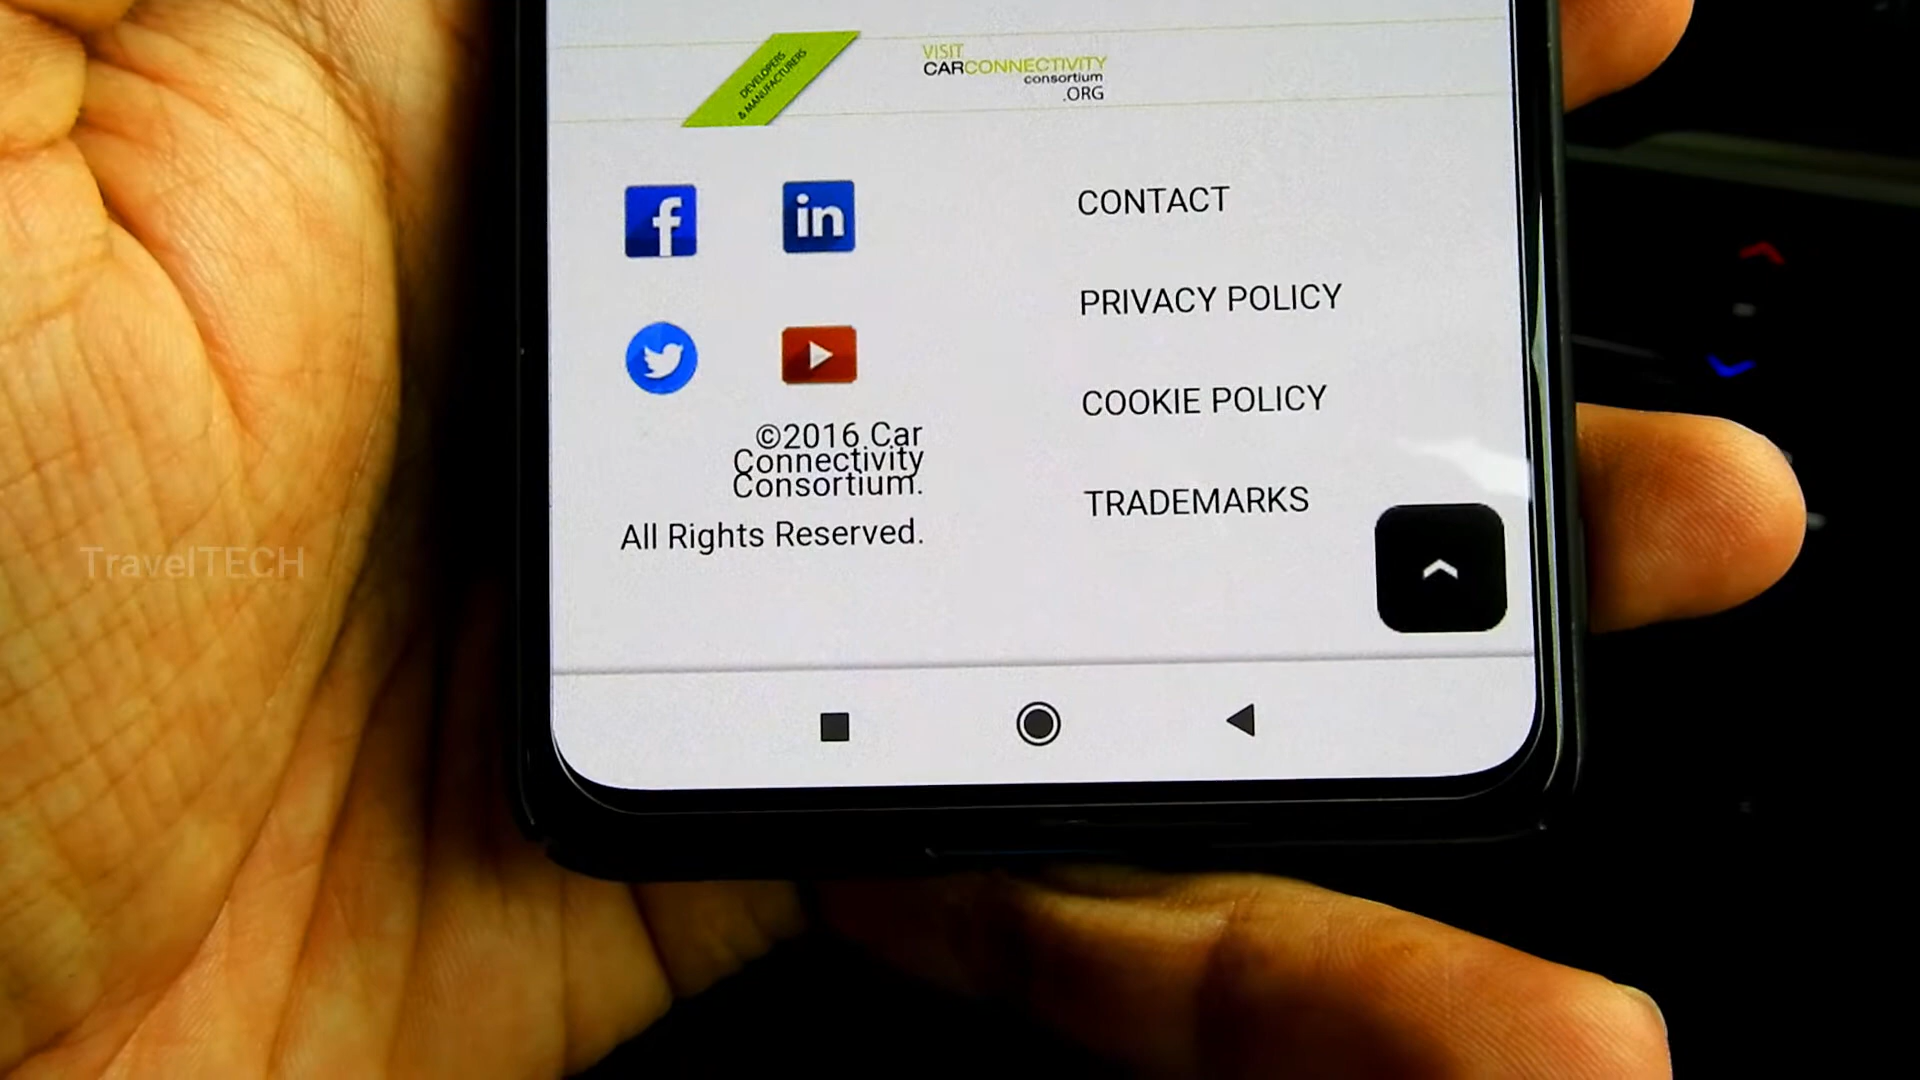 DEVELOPERS
& MANUFACTURERS
VISIT
CARCONNECTIVITY
consortium
.ORG
f
in
CONTACT
PRIVACY POLICY
COOKIE POLICY
TRADEMARKS
©2016 Car
Connectivity
Consortium.
All Rights Reserved.
TravelTECH